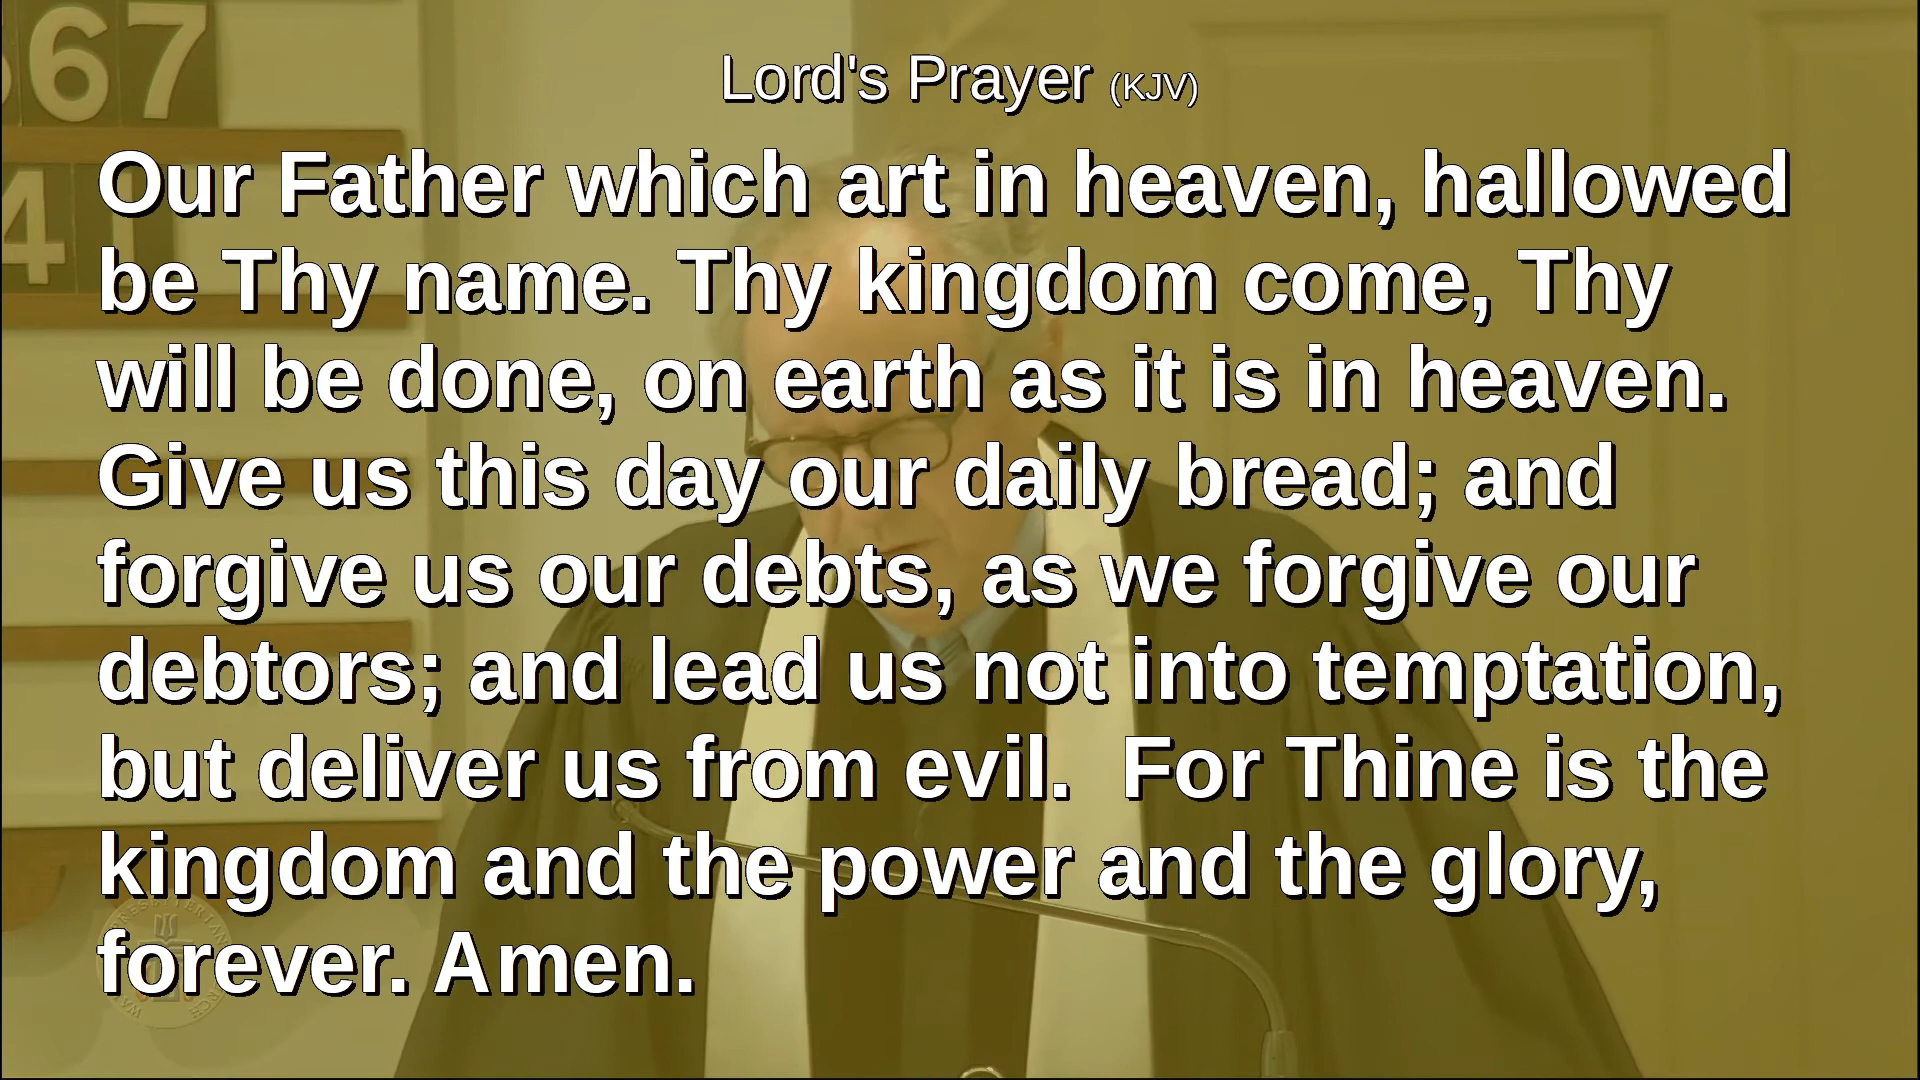 67
Lord's Prayer (KJV)
41
Our Father which art in heaven, hallowed
be Thy name. Thy kingdom come, Thy
will be done, on earth as it is in heaven.
Give us this day our daily bread; and
forgive us our debts, as we forgive our
debtors; and lead us not into temptation,
but deliver us from evil.  For Thine is the
kingdom and the power and the glory,
forever. Amen.
PRESBYTERIAN